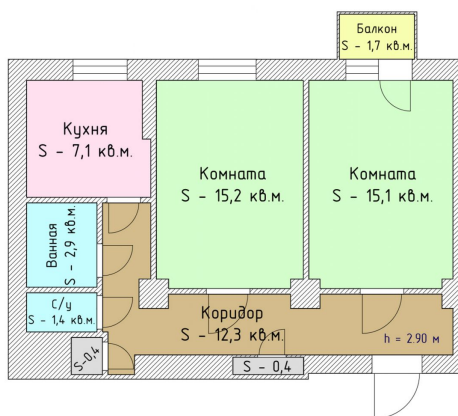 Балкон
S - 1,7 кв.м.
Кухня
S - 7,1 кв.м.
Комната
S - 15,2 кв.м.
Комната
S - 15,1 кв.м.
Ванная
S - 2,9 кв.м.
С/у
S - 1,4 кв.м.
Коридор
S - 12,3 кв.м.
h = 2.90 м
S-0,4
S - 0,4